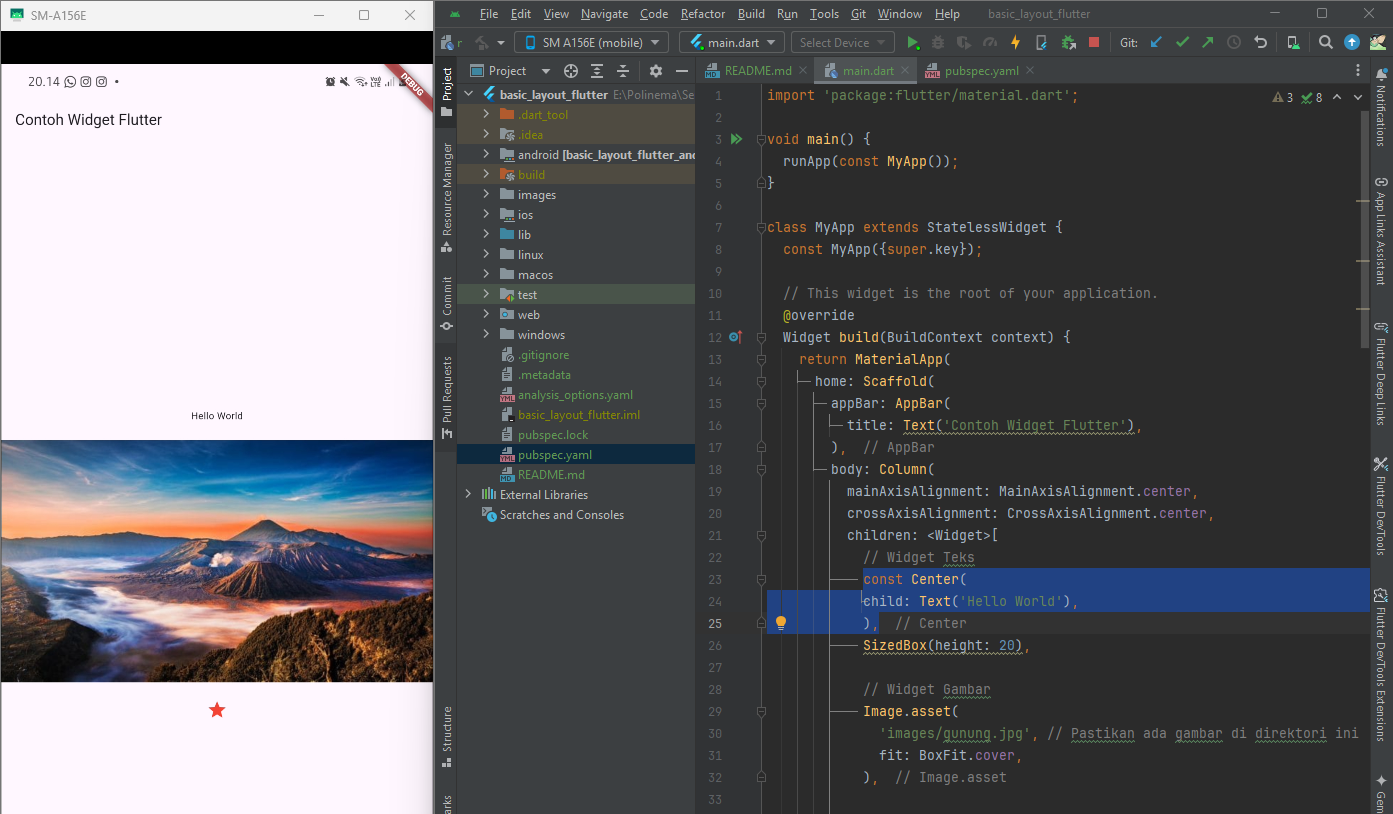 SM-A156E
20.14
DEBUG
Contoh Widget Flutter
Hello World
File Edit View Navigate Code Refactor Build Run Tools Git Window Help basic_layout_flutter
r SM A156E (mobile) main.dart Select Device Git:
Project
README.md main.dart pubspec.yaml
Project
Resource Manager
Commit
Pull Requests
Structure
basic_layout_flutter E:\Polinema\Se
.dart_tool
.idea
android [basic_layout_flutter_and
build
images
ios
lib
linux
macos
test
web
windows
.gitignore
.metadata
analysis_options.yaml
basic_layout_flutter.iml
pubspec.lock
pubspec.yaml
README.md
External Libraries
Scratches and Consoles
3 8
1 import 'package:flutter/material.dart';
2
3 void main() {
4 runApp(const MyApp());
5 }
6
7 class MyApp extends StatelessWidget {
8 const MyApp({super.key});
9
10 // This widget is the root of your application.
11 @override
12 Widget build(BuildContext context) {
13 return MaterialApp(
14 home: Scaffold(
15 appBar: AppBar(
16 title: Text('Contoh Widget Flutter'),
17 ), // AppBar
18 body: Column(
19 mainAxisAlignment: MainAxisAlignment.center,
20 crossAxisAlignment: CrossAxisAlignment.center,
21 children: <Widget>[
22 // Widget Teks
23 const Center(
24 child: Text('Hello World'),
25 ), // Center
26 SizedBox(height: 20),
27
28 // Widget Gambar
29 Image.asset(
30 'images/gunung.jpg', // Pastikan ada gambar di direktori ini
31 fit: BoxFit.cover,
32 ), // Image.asset
33
Notifications
App Links Assistant
Flutter Deep Links
Flutter DevTools
Flutter DevTools Extensions
Gem